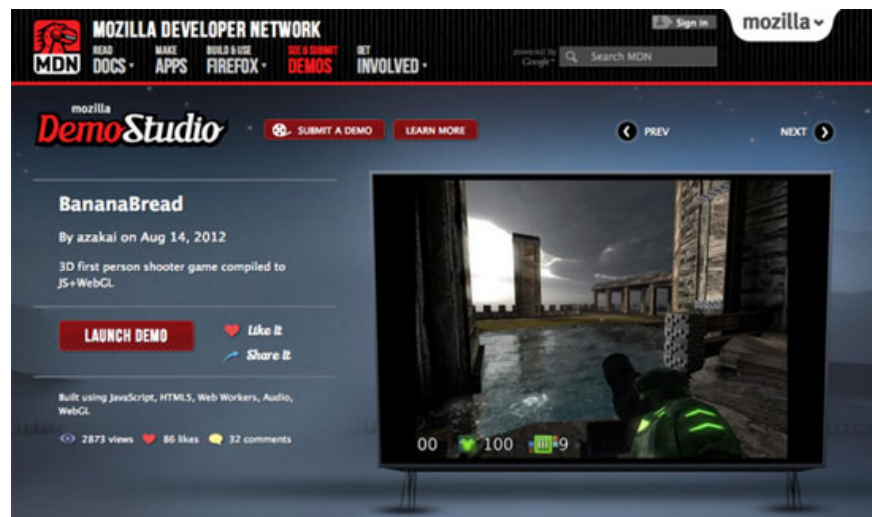 MOZILLA DEVELOPER NETWORK
Sign in
mozilla
MDN
READ
DOCS
MAKE
APPS
BUILD & USE
FIREFOX
SEE & SUBMIT
DEMOS
GET
INVOLVED
powered by
Google™
Search MDN
mozilla
DemoStudio
SUBMIT A DEMO
LEARN MORE
PREV
NEXT
BananaBread
By azakai on Aug 14, 2012
3D first person shooter game compiled to
JS+WebGL.
LAUNCH DEMO
Like It
Share It
Built using JavaScript, HTML5, Web Workers, Audio,
WebGL
2873 views 86 likes 32 comments
00 100 9